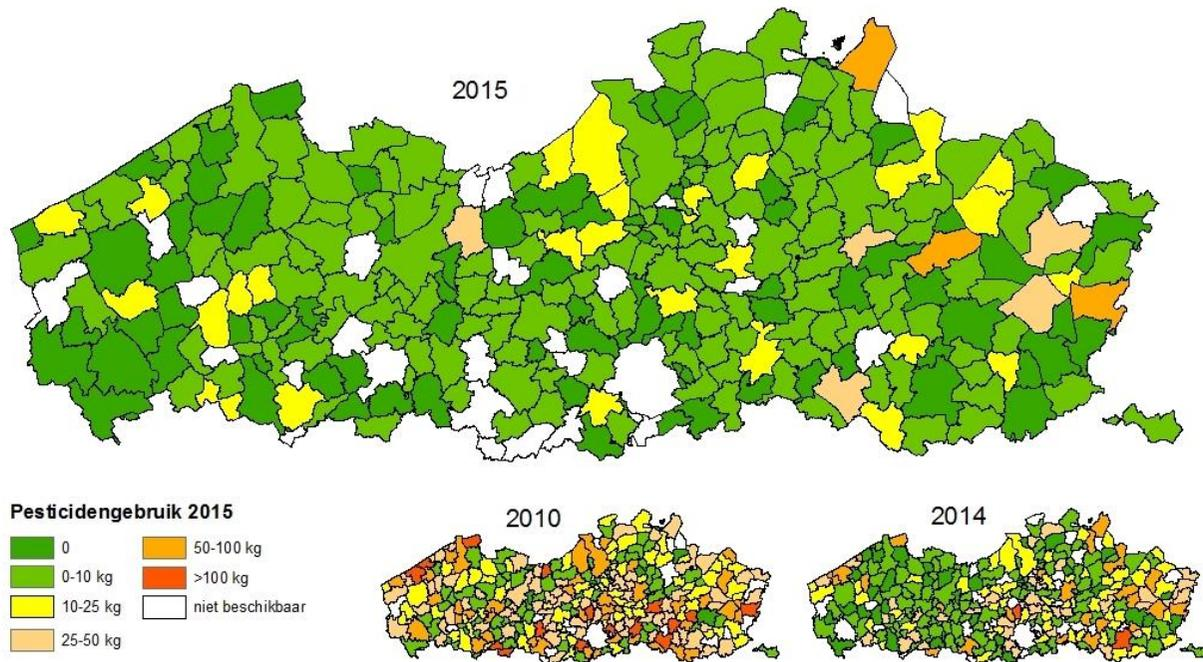 2015
Pesticidengebruik 2015
0
0-10 kg
10-25 kg
25-50 kg
50-100 kg
>100 kg
niet beschikbaar
2010
2014